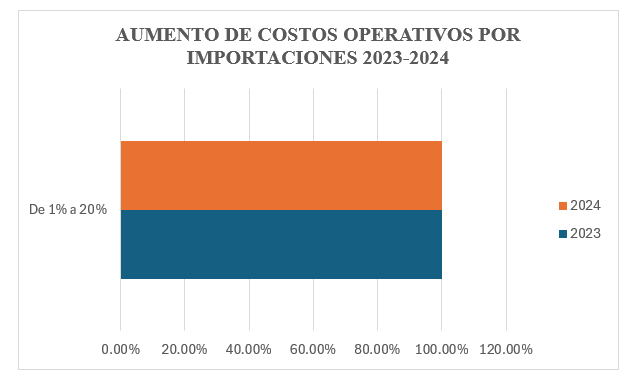 AUMENTO DE COSTOS OPERATIVOS POR
IMPORTACIONES 2023-2024
De 1% a 20%
2024
2023
0.00% 20.00% 40.00% 60.00% 80.00% 100.00% 120.00%